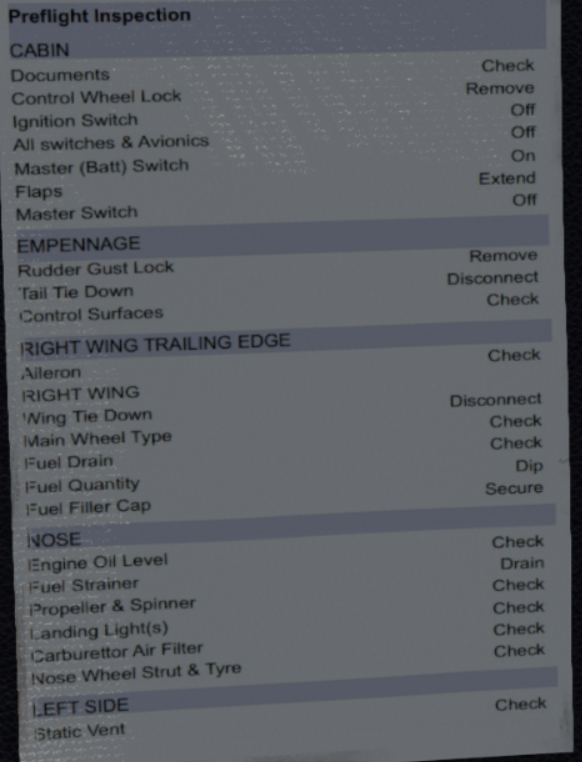 Preflight Inspection
CABIN
Documents Check
Control Wheel Lock Remove
Ignition Switch Off
All switches & Avionics Off
Master (Batt) Switch On
Flaps Extend
Master Switch Off
EMPENNAGE
Rudder Gust Lock Remove
Tail Tie Down Disconnect
Control Surfaces Check
RIGHT WING TRAILING EDGE
Aileron Check
RIGHT WING
Wing Tie Down Disconnect
Main Wheel Type Check
Fuel Drain Check
Fuel Quantity Dip
Fuel Filler Cap Secure
NOSE
Engine Oil Level Check
Fuel Strainer Drain
Propeller & Spinner Check
Landing Light(s) Check
Carburettor Air Filter Check
Nose Wheel Strut & Tyre Check
LEFT SIDE
Static Vent Check